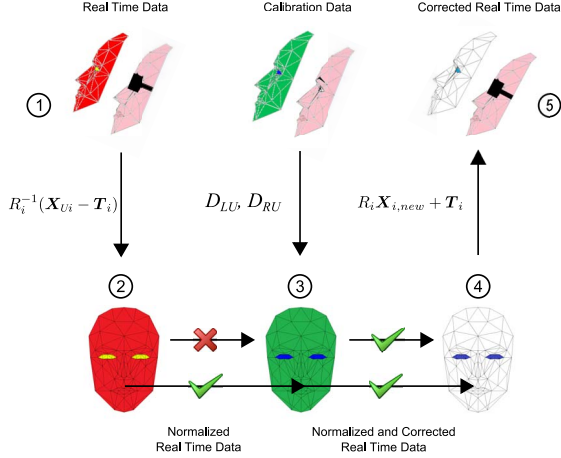 Real Time Data
Calibration Data
Corrected Real Time Data
1
5
R_i^{-1}(X_{Ui} − T_i)
D_{LU}, D_{RU}
R_i X_{i,new} + T_i
2
3
4
Normalized
Real Time Data
Normalized and Corrected
Real Time Data